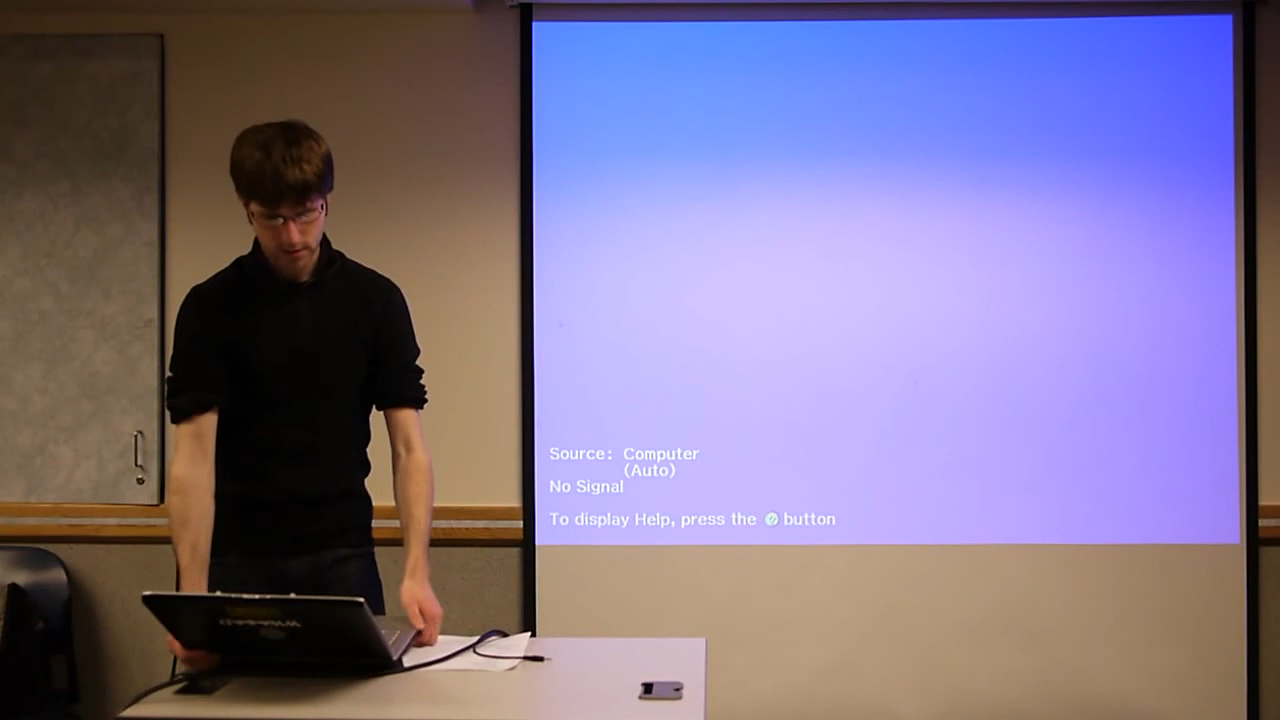 Source: Computer
(Auto)
No Signal
To display Help, press the button